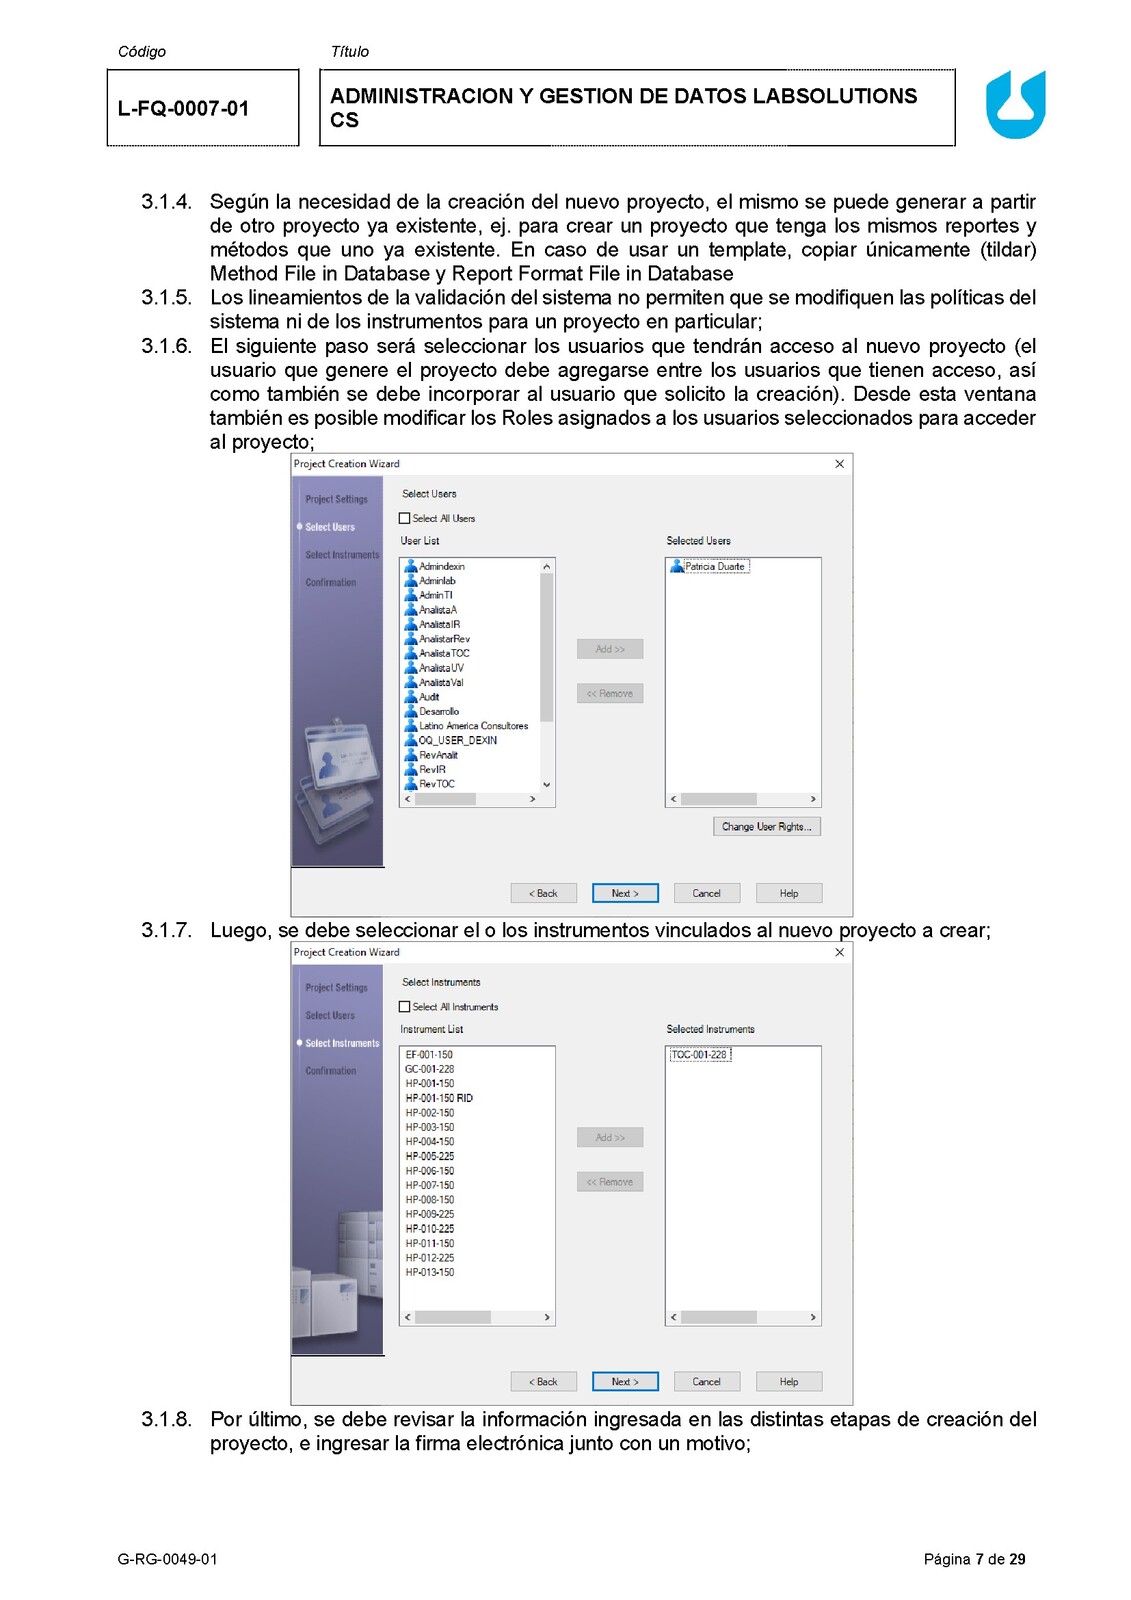 Código
Título
L-FQ-0007-01
ADMINISTRACION Y GESTION DE DATOS LABSOLUTIONS
CS
3.1.4. Según la necesidad de la creación del nuevo proyecto, el mismo se puede generar a partir
de otro proyecto ya existente, ej. para crear un proyecto que tenga los mismos reportes y
métodos que uno ya existente. En caso de usar un template, copiar únicamente (tildar)
Method File in Database y Report Format File in Database
3.1.5. Los lineamientos de la validación del sistema no permiten que se modifiquen las políticas del
sistema ni de los instrumentos para un proyecto en particular;
3.1.6. El siguiente paso será seleccionar los usuarios que tendrán acceso al nuevo proyecto (el
usuario que genere el proyecto debe agregarse entre los usuarios que tienen acceso, así
como también se debe incorporar al usuario que solicito la creación). Desde esta ventana
también es posible modificar los Roles asignados a los usuarios seleccionados para acceder
al proyecto;
Project Creation Wizard
Project Settings
Select Users
Select Instruments
Confirmation
Select Users
Select All Users
User List
Admindexin
Adminlab
AdminTI
AnalistaA
AnalistaIR
AnalistarRev
AnalistaTOC
AnalistaUV
AnalistaVal
Audit
Desarrollo
Latino America Consultores
OQ_USER_DEXIN
RevAnalit
RevIR
RevTOC
Add >>
<< Remove
Selected Users
Patricia Duarte
Change User Rights...
< Back
Next >
Cancel
Help
3.1.7. Luego, se debe seleccionar el o los instrumentos vinculados al nuevo proyecto a crear;
Project Creation Wizard
Project Settings
Select Users
Select Instruments
Confirmation
Select Instruments
Select All Instruments
Instrument List
EF-001-150
GC-001-228
HP-001-150
HP-001-150 RID
HP-002-150
HP-003-150
HP-004-150
HP-005-225
HP-006-150
HP-007-150
HP-008-150
HP-009-225
HP-010-225
HP-011-150
HP-012-225
HP-013-150
Add >>
<< Remove
Selected Instruments
TOC-001-228
< Back
Next >
Cancel
Help
3.1.8. Por último, se debe revisar la información ingresada en las distintas etapas de creación del
proyecto, e ingresar la firma electrónica junto con un motivo;
G-RG-0049-01
Página 7 de 29